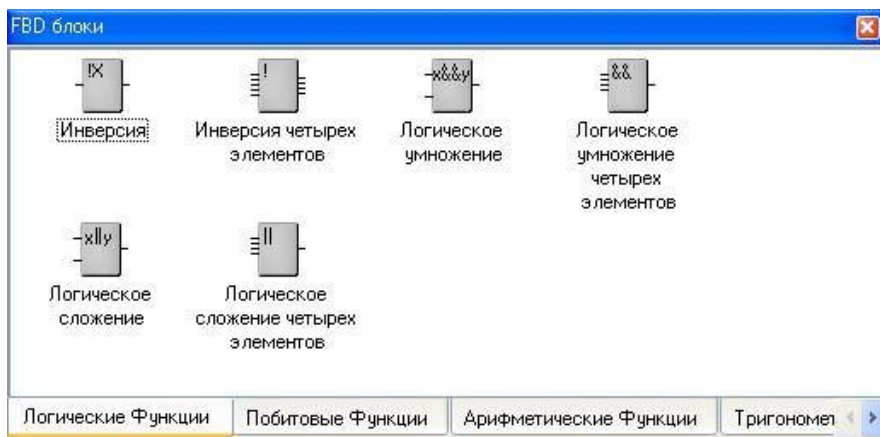 FBD блоки
!X
Инверсия
!
Инверсия четырех
элементов
x&&y
Логическое
умножение
&&
Логическое
умножение
четырех
элементов
x||y
Логическое
сложение
||
Логическое
сложение четырех
элементов
Логические Функции
Побитовые Функции
Арифметические Функции
Тригономет